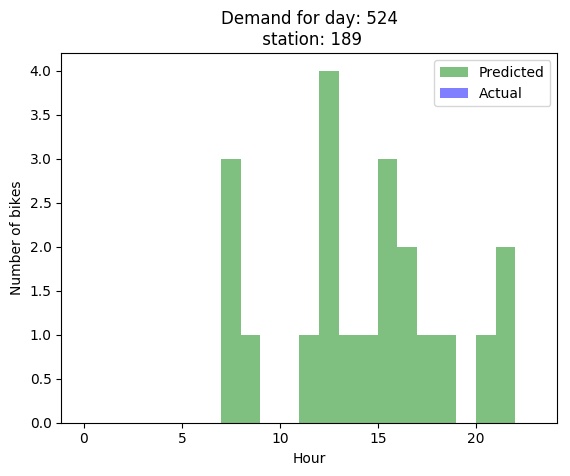 Demand for day: 524
station: 189
Predicted
Actual
4.0
3.5
3.0
2.5
2.0
1.5
1.0
0.5
0.0
Number of bikes
0 5 10 15 20
Hour